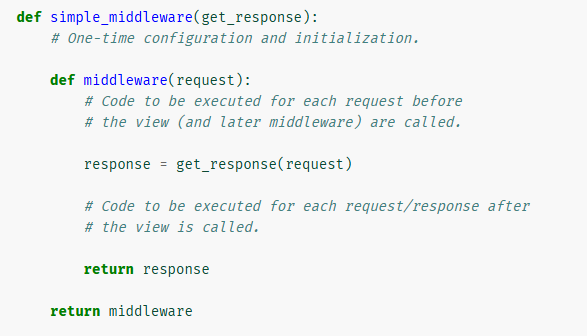 def simple_middleware(get_response):
    # One-time configuration and initialization.

    def middleware(request):
        # Code to be executed for each request before
        # the view (and later middleware) are called.

        response = get_response(request)

        # Code to be executed for each request/response after
        # the view is called.

        return response

    return middleware